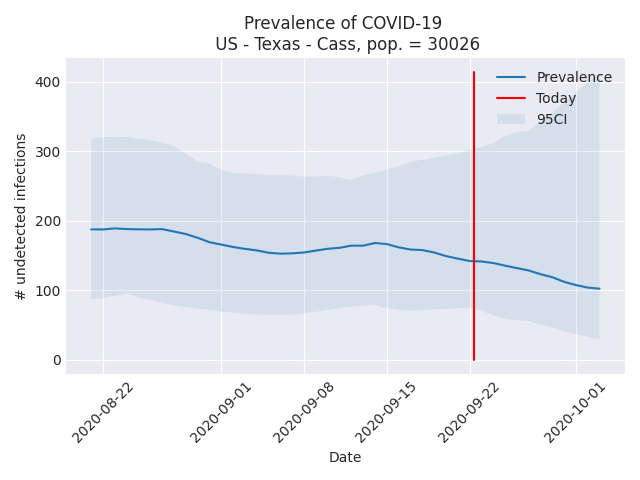 Prevalence of COVID-19
US - Texas - Cass, pop. = 30026
Prevalence
Today
95CI
400
300
200
100
0
# undetected infections
2020-08-22
2020-09-01
2020-09-08
2020-09-15
2020-09-22
2020-10-01
Date